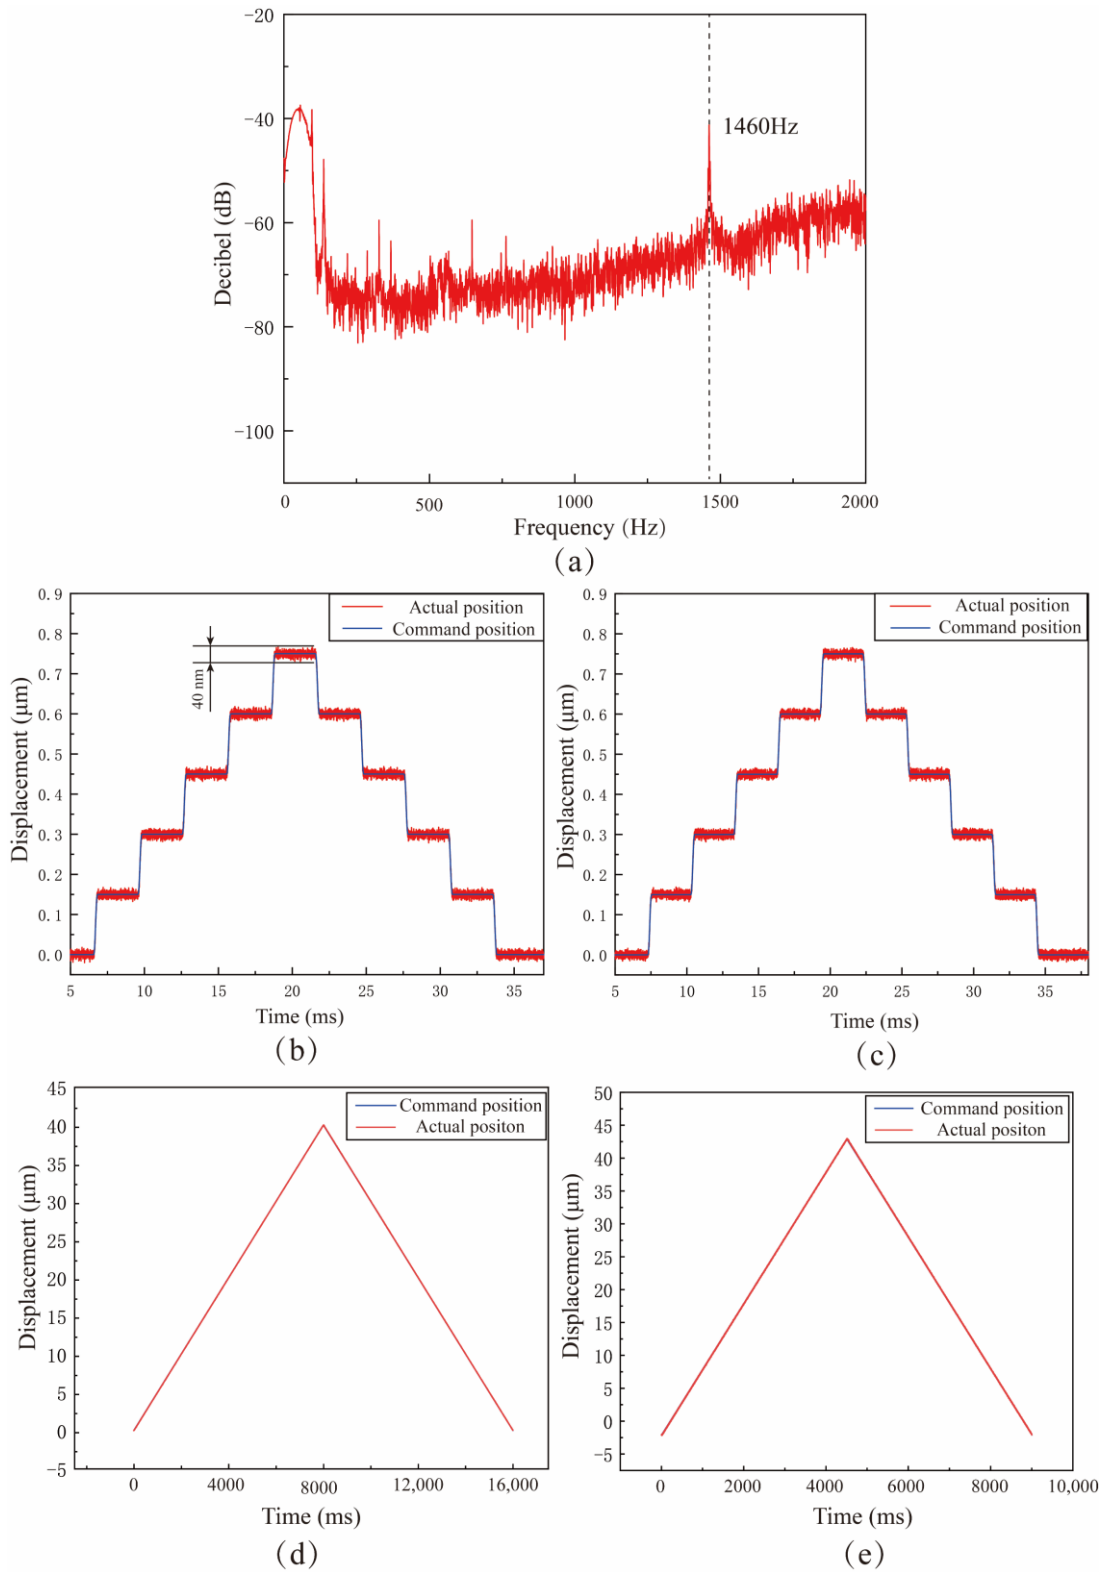 −20
−40
−60
−80
−100
Decibel (dB)
1460Hz
0 500 1000 1500 2000
Frequency (Hz)
(a)
0.9
0.8
0.7
0.6
0.5
0.4
0.3
0.2
0.1
0.0
Displacement (μm)
Actual position
Command position
40 nm
5 10 15 20 25 30 35
Time (ms)
(b)
0.9
0.8
0.7
0.6
0.5
0.4
0.3
0.2
0.1
0.0
Displacement (μm)
Actual position
Command position
5 10 15 20 25 30 35
Time (ms)
(c)
45
40
35
30
25
20
15
10
5
0
−5
Displacement (μm)
Command position
Actual positon
0 4000 8000 12,000 16,000
Time (ms)
(d)
50
45
40
35
30
25
20
15
10
5
0
−5
Displacement (μm)
Command position
Actual positon
0 2000 4000 6000 8000 10,000
Time (ms)
(e)